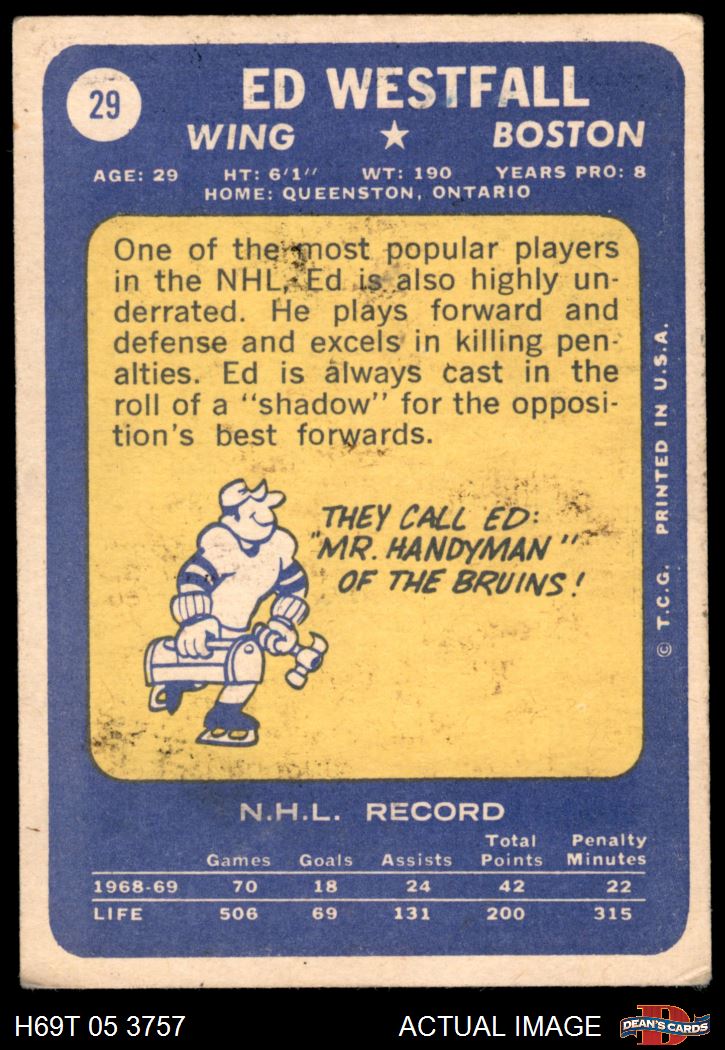 29
ED WESTFALL
WING ★ BOSTON
AGE: 29 HT: 6'1" WT: 190 YEARS PRO: 8
HOME: QUEENSTON, ONTARIO
One of the most popular players
in the NHL, Ed is also highly un-
derrated. He plays forward and
defense and excels in killing pen-
alties. Ed is always cast in the
roll of a "shadow" for the opposi-
tion's best forwards.
THEY CALL ED:
"MR. HANDYMAN"
OF THE BRUINS!
© T.C.G. PRINTED IN U.S.A.
N.H.L. RECORD
Total Penalty
Games Goals Assists Points Minutes
1968-69 70 18 24 42 22
LIFE 506 69 131 200 315
H69T 05 3757 ACTUAL IMAGE
D
DEAN'S CARDS